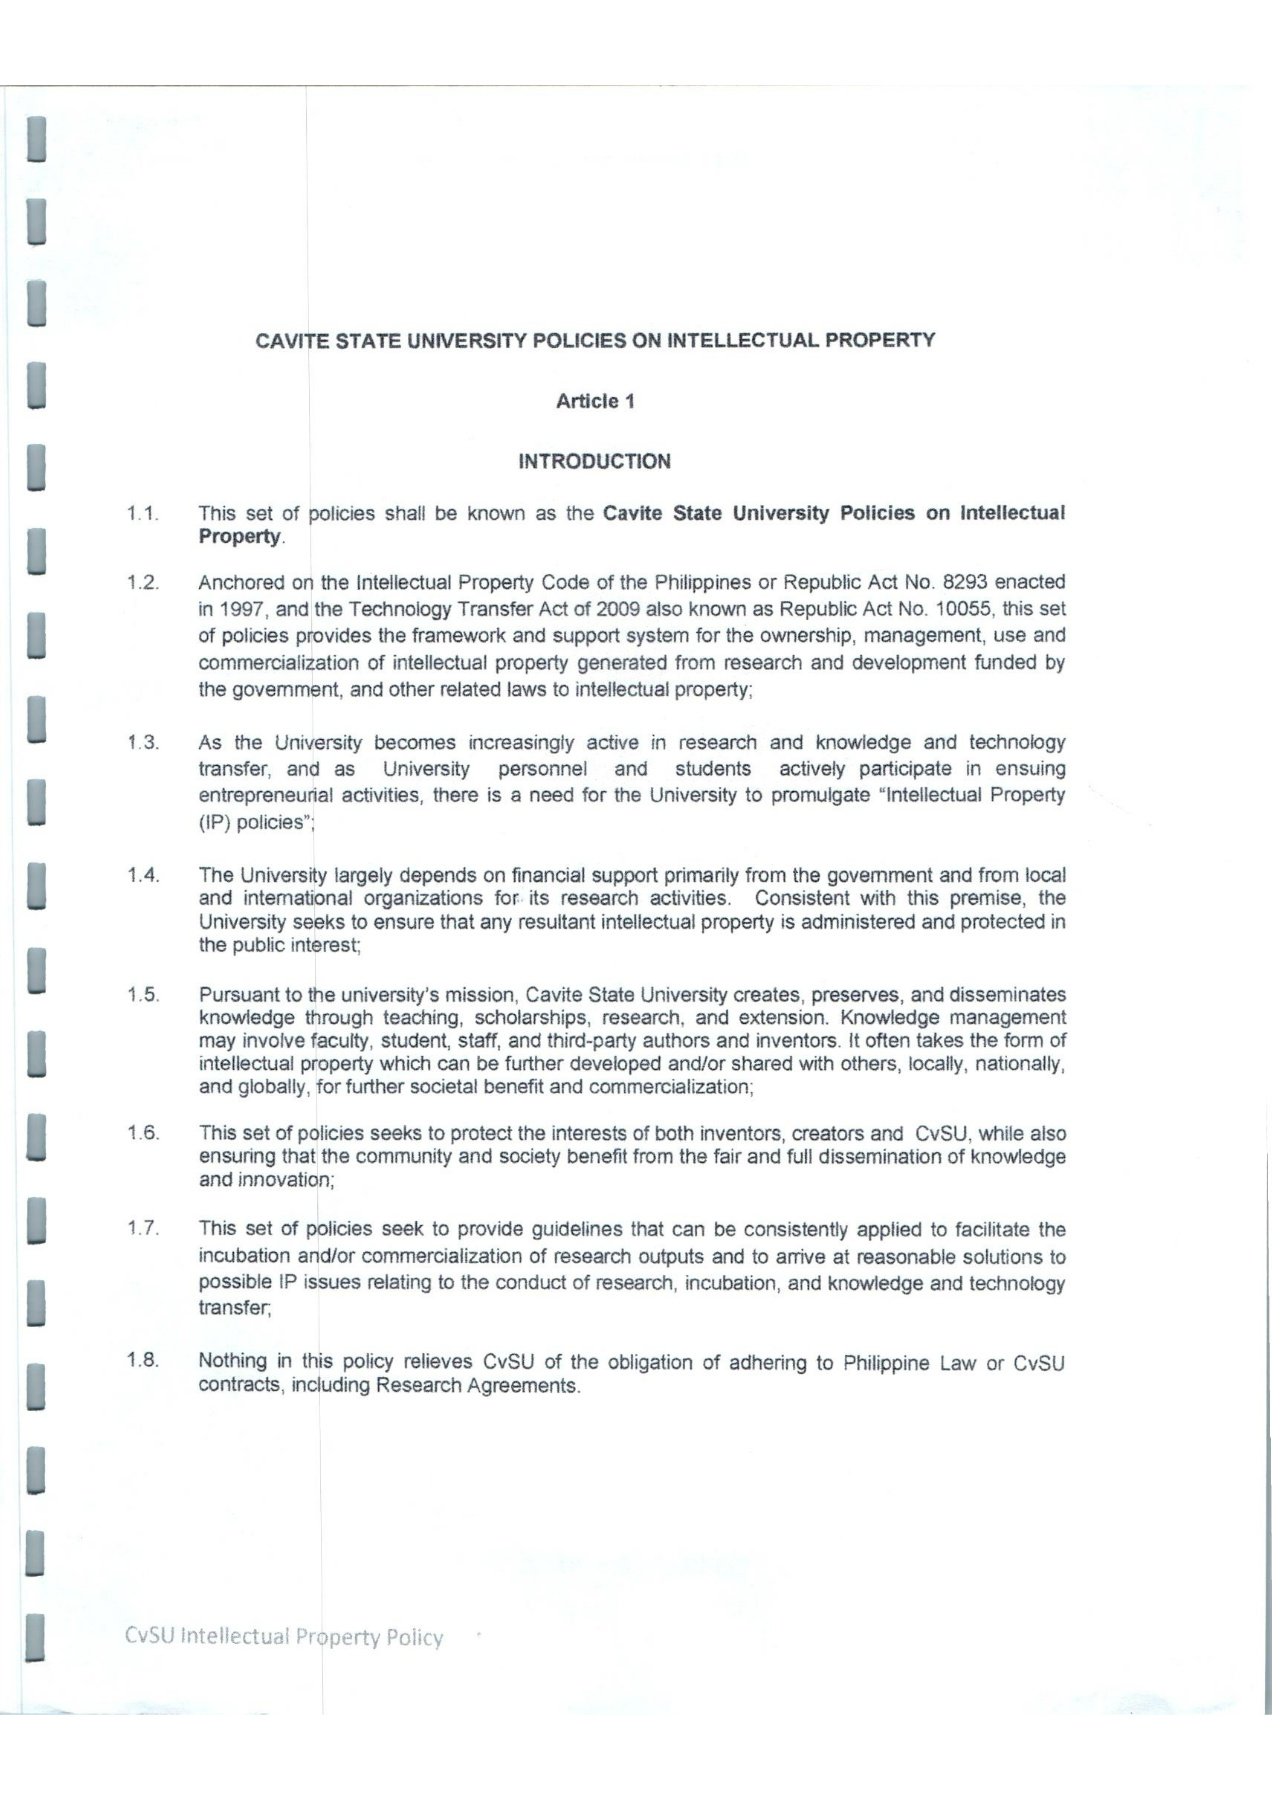 CAVITE STATE UNIVERSITY POLICIES ON INTELLECTUAL PROPERTY
Article 1
INTRODUCTION
1.1. This set of policies shall be known as the Cavite State University Policies on Intellectual
Property.
1.2. Anchored on the Intellectual Property Code of the Philippines or Republic Act No. 8293 enacted
in 1997, and the Technology Transfer Act of 2009 also known as Republic Act No. 10055, this set
of policies provides the framework and support system for the ownership, management, use and
commercialization of intellectual property generated from research and development funded by
the government, and other related laws to intellectual property;
1.3. As the University becomes increasingly active in research and knowledge and technology
transfer, and as University personnel and students actively participate in ensuing
entrepreneurial activities, there is a need for the University to promulgate “Intellectual Property
(IP) policies”;
1.4. The University largely depends on financial support primarily from the government and from local
and international organizations for its research activities. Consistent with this premise, the
University seeks to ensure that any resultant intellectual property is administered and protected in
the public interest;
1.5. Pursuant to the university's mission, Cavite State University creates, preserves, and disseminates
knowledge through teaching, scholarships, research, and extension. Knowledge management
may involve faculty, student, staff, and third-party authors and inventors. It often takes the form of
intellectual property which can be further developed and/or shared with others, locally, nationally,
and globally, for further societal benefit and commercialization;
1.6. This set of policies seeks to protect the interests of both inventors, creators and CvSU, while also
ensuring that the community and society benefit from the fair and full dissemination of knowledge
and innovation;
1.7. This set of policies seek to provide guidelines that can be consistently applied to facilitate the
incubation and/or commercialization of research outputs and to arrive at reasonable solutions to
possible IP issues relating to the conduct of research, incubation, and knowledge and technology
transfer;
1.8. Nothing in this policy relieves CvSU of the obligation of adhering to Philippine Law or CvSU
contracts, including Research Agreements.
CvSU Intellectual Property Policy